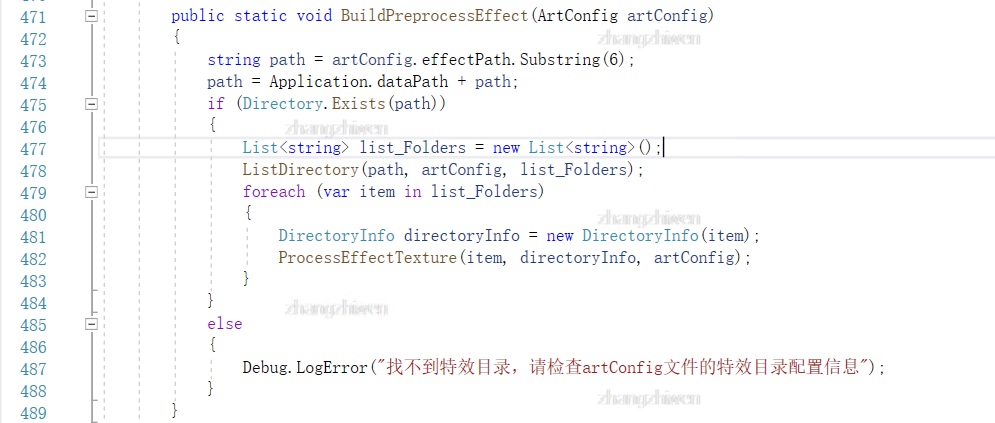 471 public static void BuildPreprocessEffect(ArtConfig artConfig)
472 {
zhangzhiwen
473 string path = artConfig.effectPath.Substring(6);
474 path = Application.dataPath + path;
475 if (Directory.Exists(path))
476 {
zhangzhiwen
477 List<string> list_Folders = new List<string>();
478 ListDirectory(path, artConfig, list_Folders);
479 foreach (var item in list_Folders)
480 {
zhangzhiwen
481 DirectoryInfo directoryInfo = new DirectoryInfo(item);
482 ProcessEffectTexture(item, directoryInfo, artConfig);
483 }
484 }
zhangzhiwen
485 else
486 {
487 Debug.LogError("找不到特效目录，请检查artConfig文件的特效目录配置信息");
488 }
zhangzhiwen
489 }